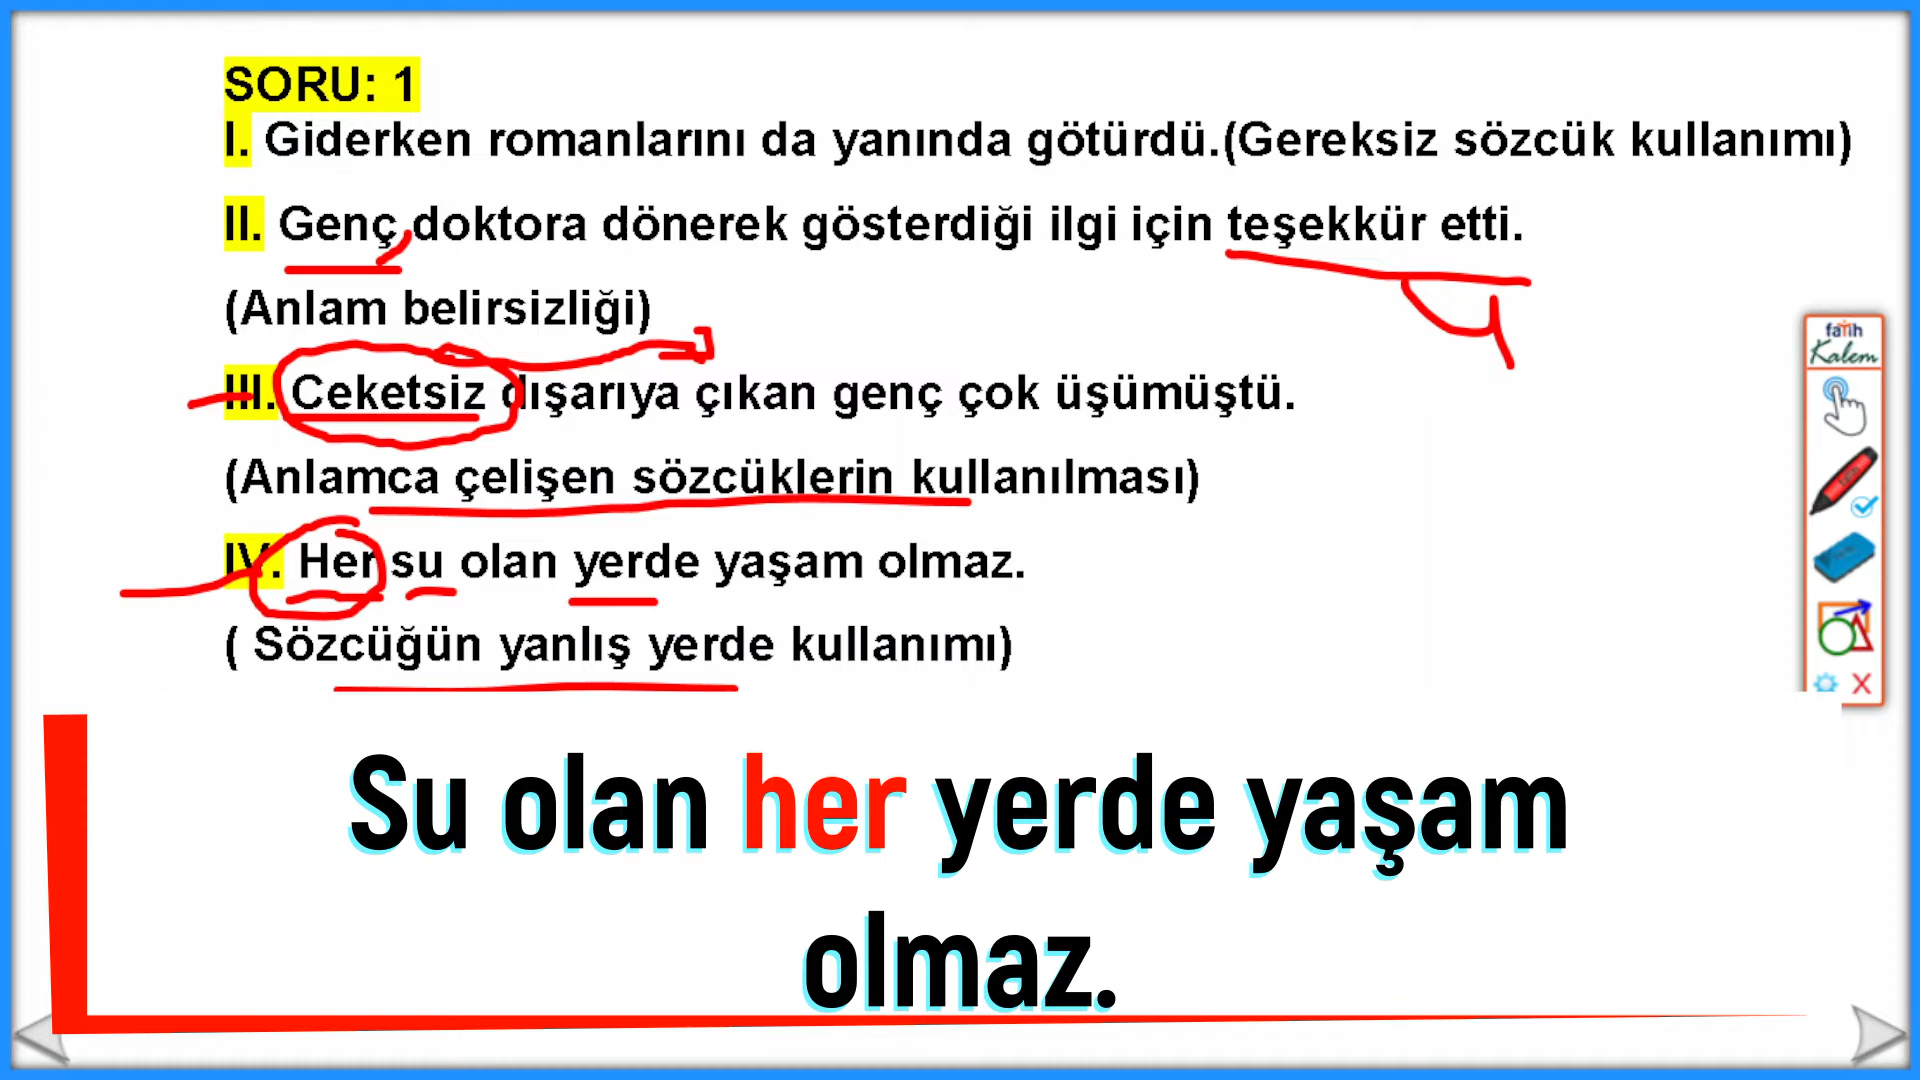 SORU: 1
I. Giderken romanlarını da yanında götürdü.(Gereksiz sözcük kullanımı)
II. Genç doktora dönerek gösterdiği ilgi için teşekkür etti.
(Anlam belirsizliği)
III. Ceketsiz dışarıya çıkan genç çok üşümüştü.
(Anlamca çelişen sözcüklerin kullanılması)
IV. Her su olan yerde yaşam olmaz.
( Sözcüğün yanlış yerde kullanımı)
fatih
Kalem
Su olan her yerde yaşam
olmaz.